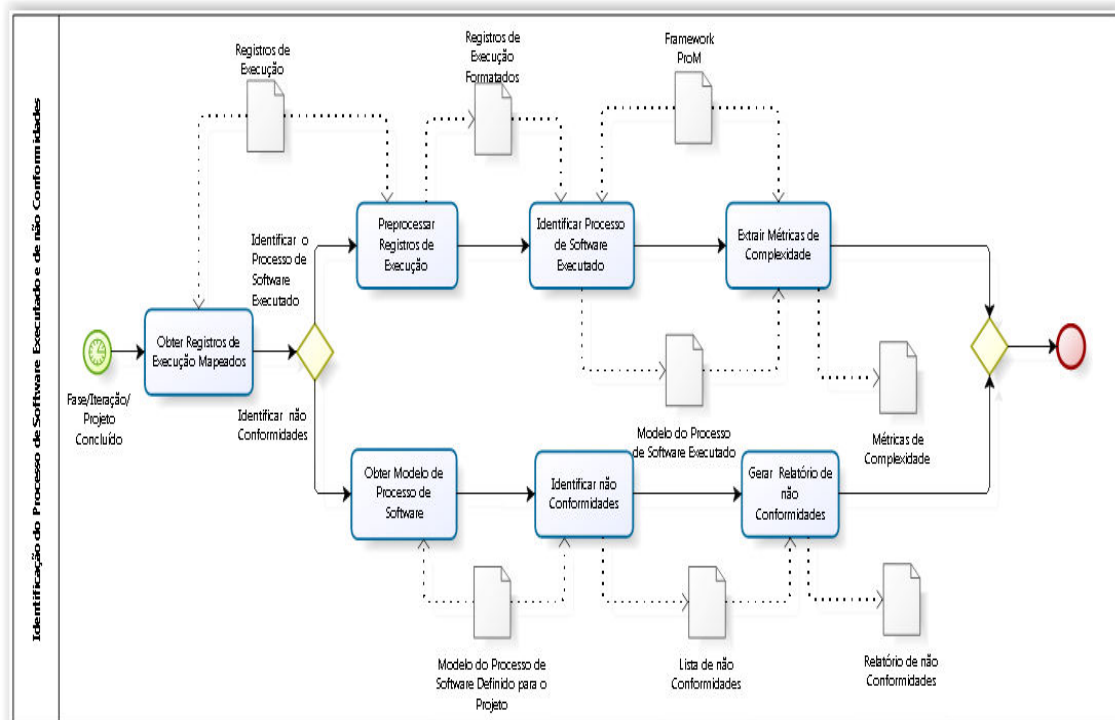 Identificação do Processo de Software Executado e de não Conformidades
Registros de
Execução
Registros de
Execução
Formatados
Framework
ProM
Identificar o
Processo de
Software
Executado
Preprocessar
Registros de
Execução
Identificar Processo
de Software
Executado
Extrair Métricas de
Complexidade
Obter Registros de
Execução Mapeados
Fase/Iteração/
Projeto
Concluído
Identificar não
Conformidades
Modelo do Processo
de Software Executado
Métricas de
Complexidade
Obter Modelo de
Processo de
Software
Identificar não
Conformidades
Gerar Relatório de
não
Conformidades
Modelo do Processo de
Software Definido para o
Projeto
Lista de não
Conformidades
Relatório de não
Conformidades